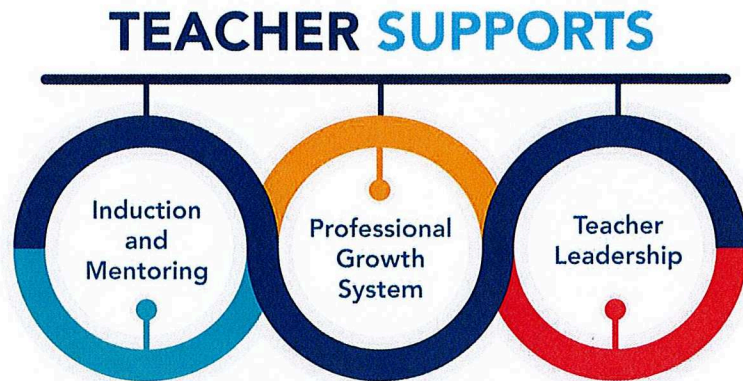 TEACHER SUPPORTS
Induction
and
Mentoring
Professional
Growth
System
Teacher
Leadership